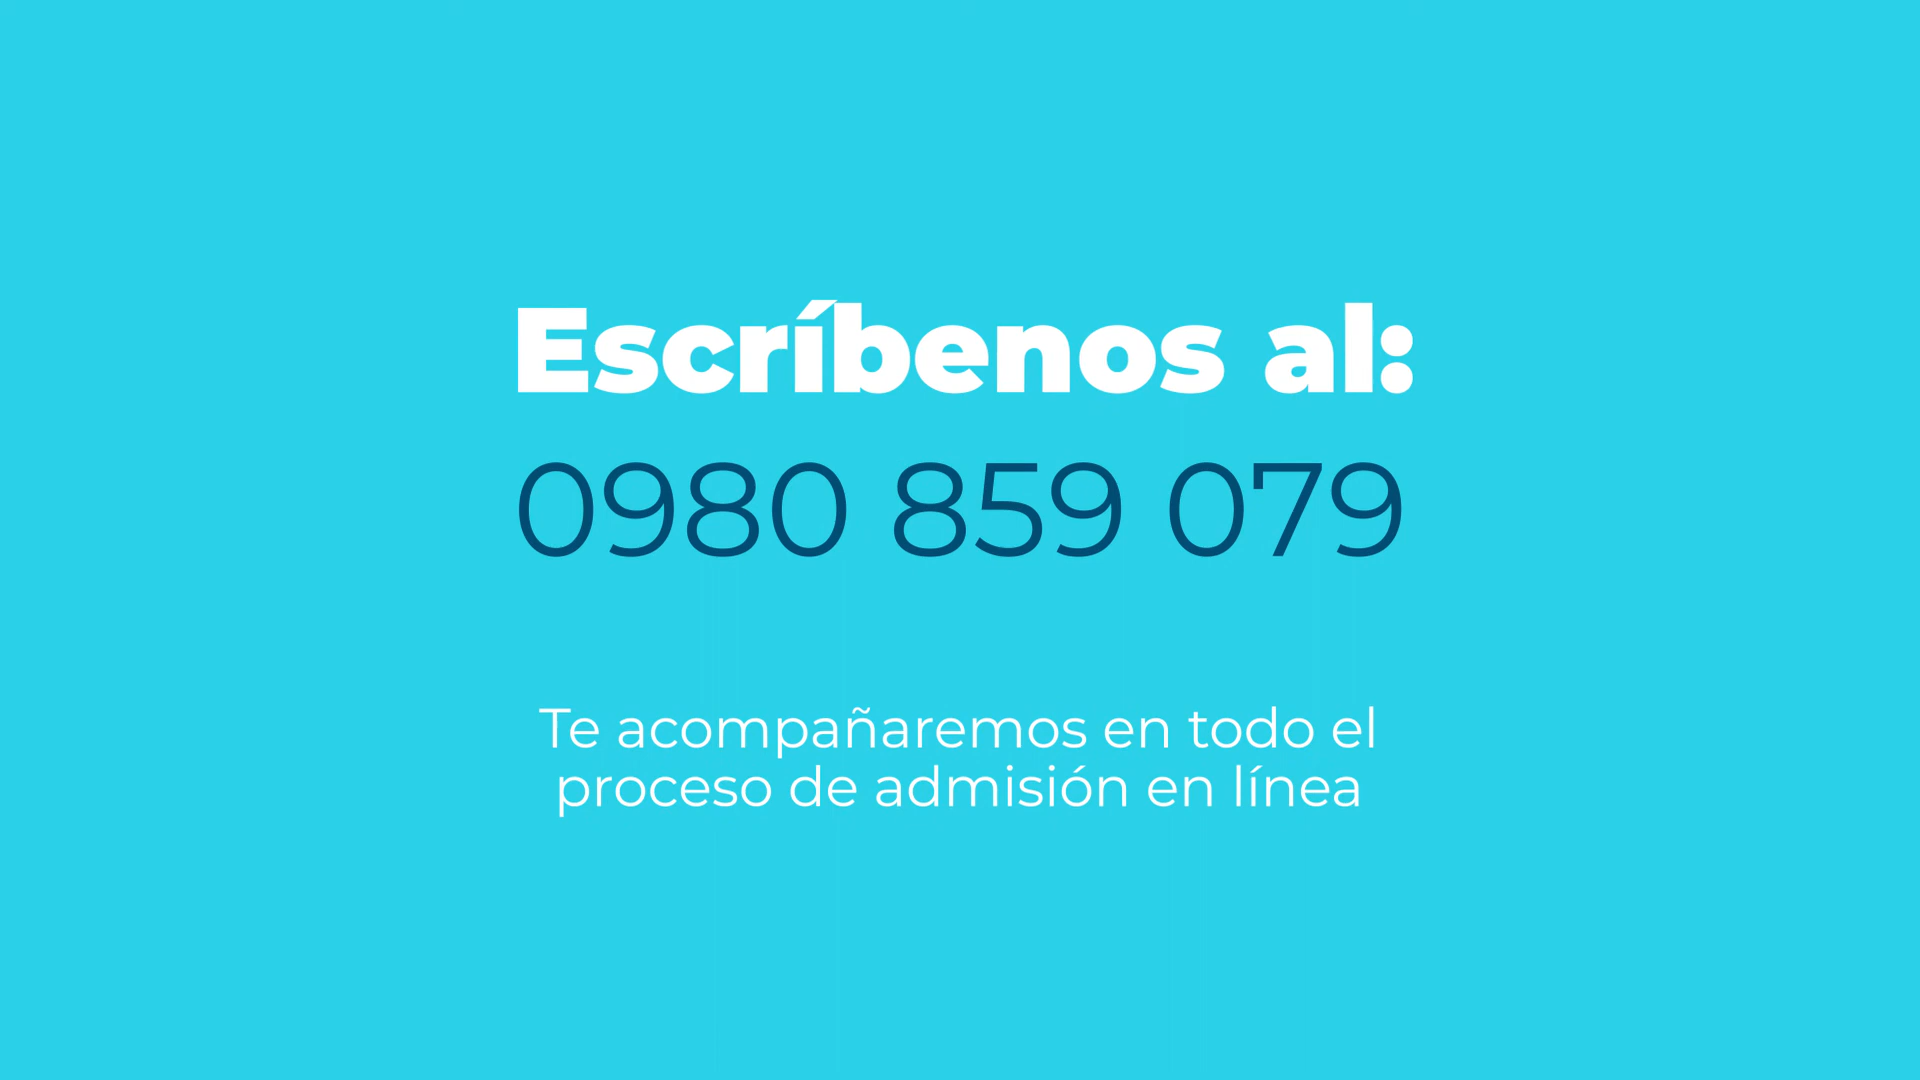 Escríbenos al:
0980 859 079
Te acompañaremos en todo el
proceso de admisión en línea